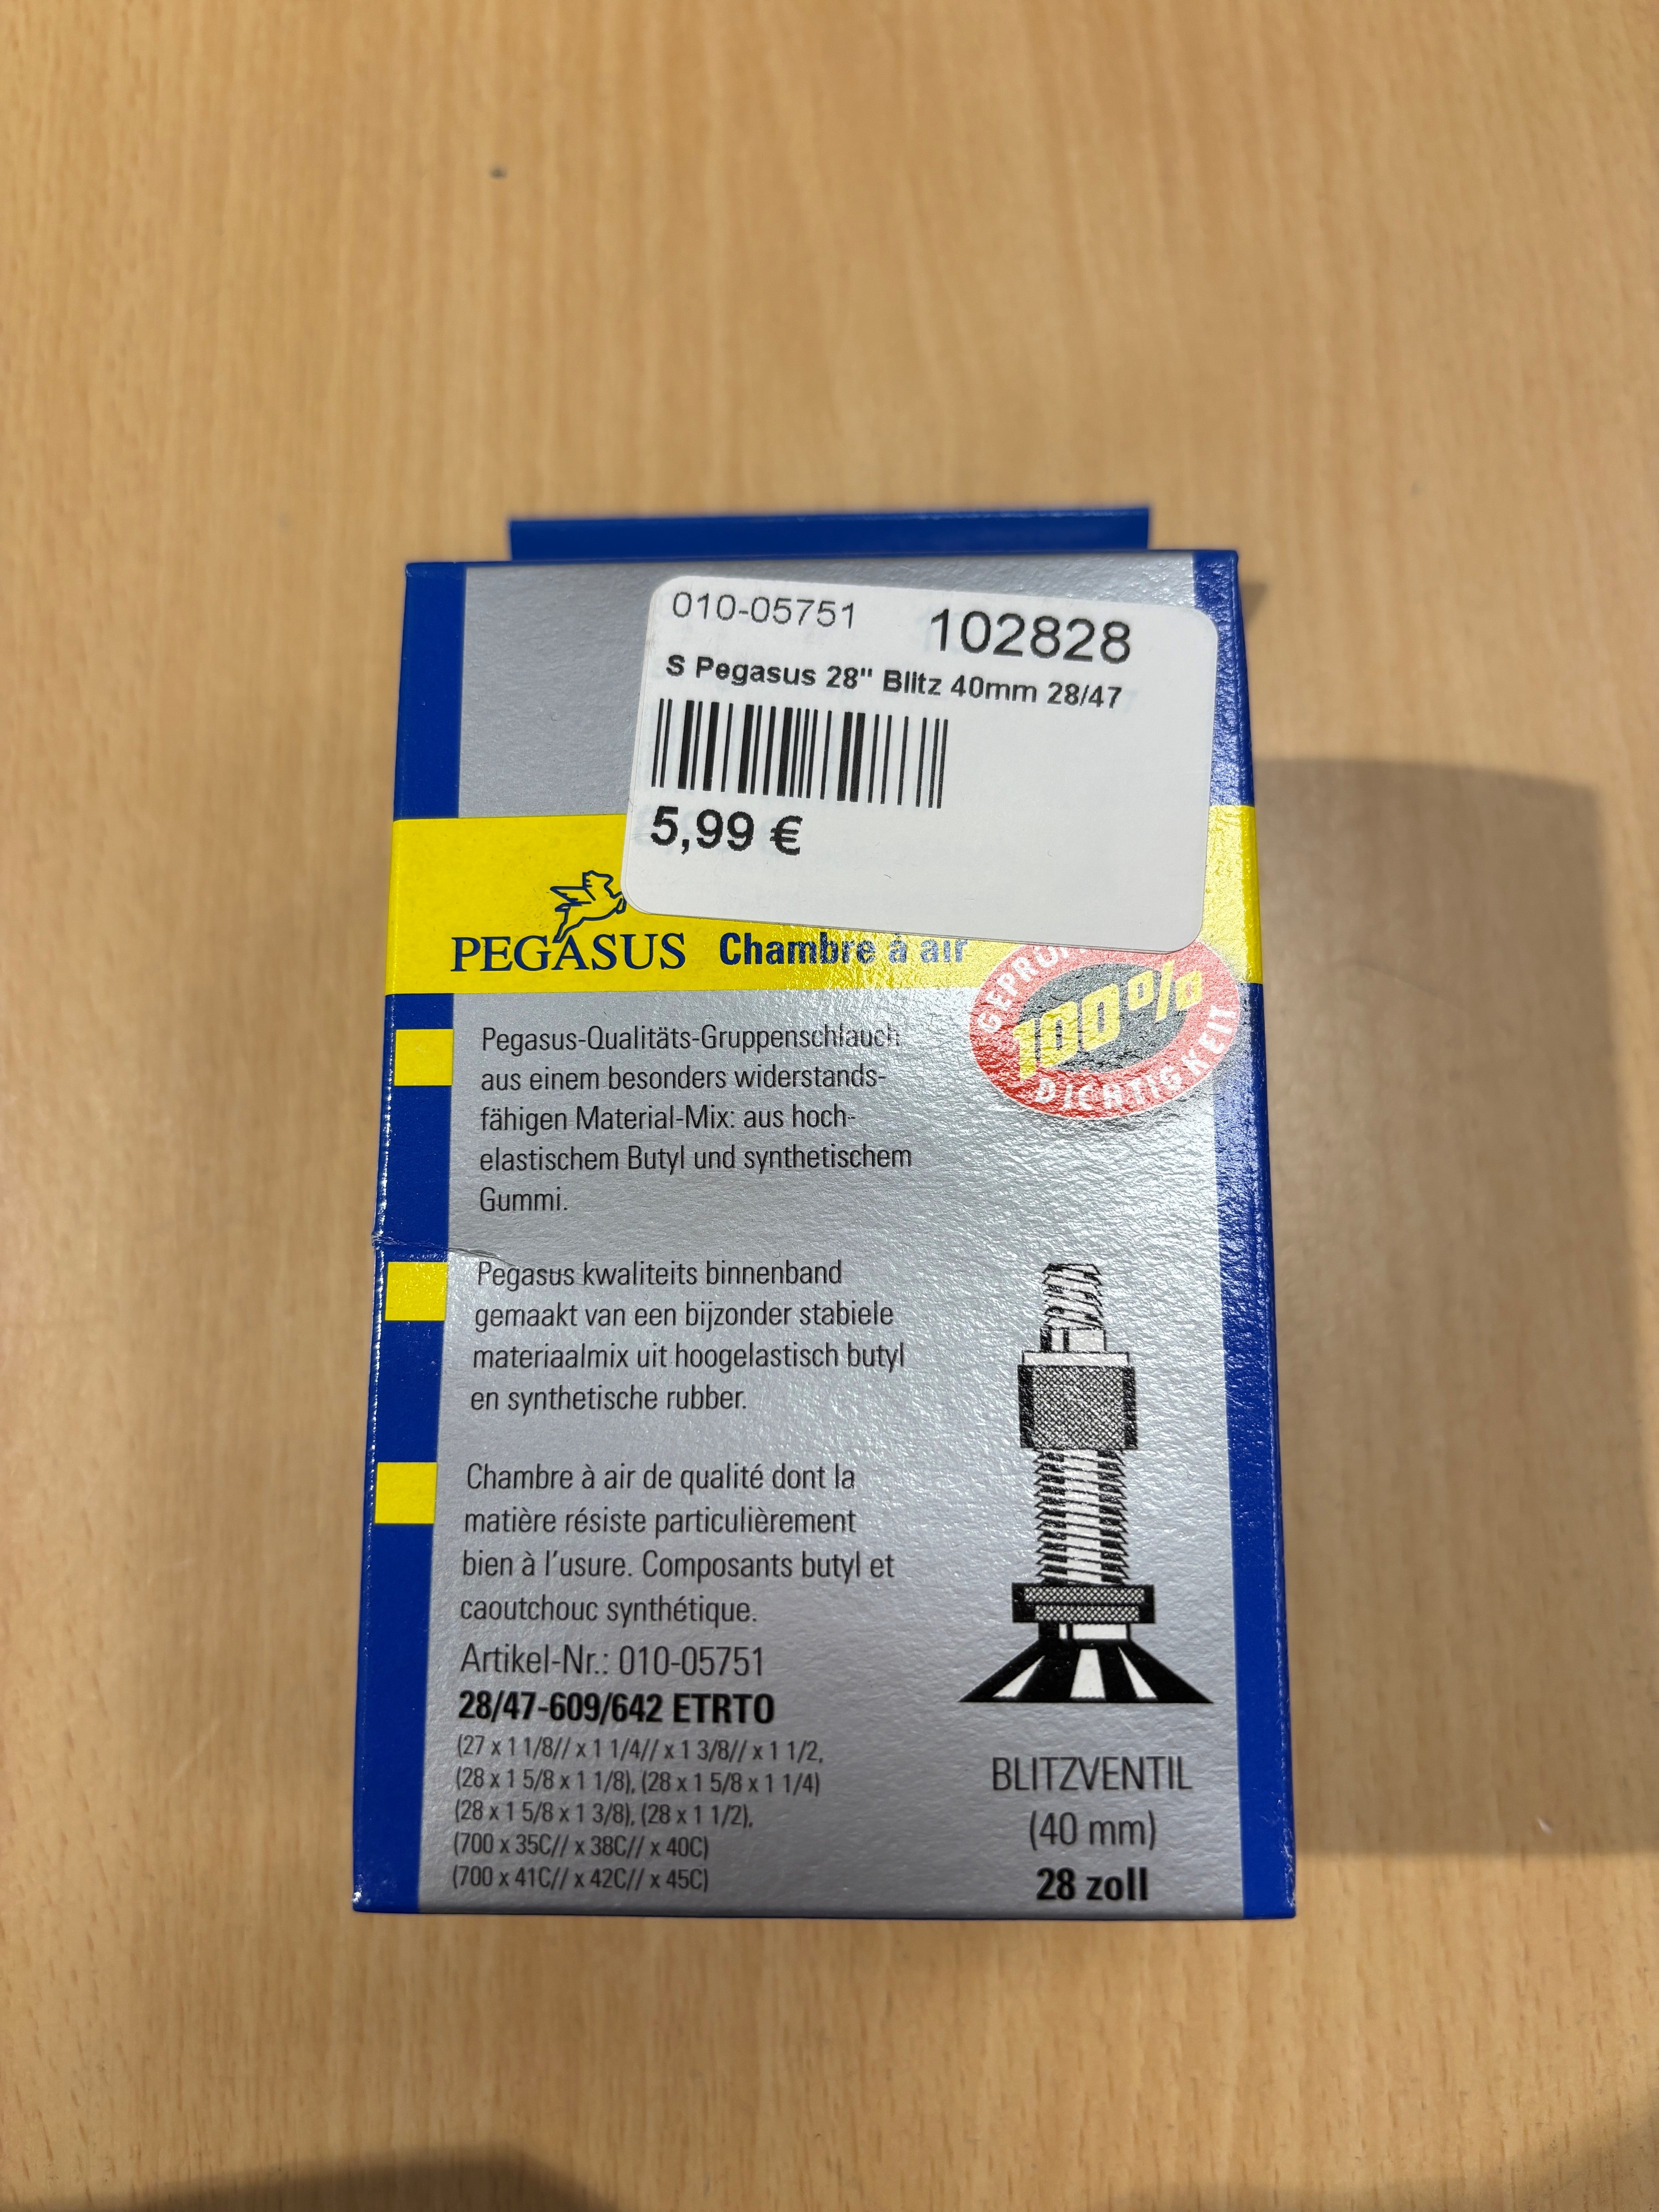 010-05751 102828
S Pegasus 28" Blitz 40mm 28/47
5,99 €
PEGASUS Chambre à air
100%
DICHTIGKEIT
Pegasus-Qualitäts-Gruppenschlauch
aus einem besonders widerstands-
fähigen Material-Mix: aus hoch-
elastischem Butyl und synthetischem
Gummi.
Pegasus kwaliteits binnenband
gemaakt van een bijzonder stabiele
materiaalmix uit hoogelastisch butyl
en synthetische rubber.
Chambre à air de qualité dont la
matière résiste particulièrement
bien à l'usure. Composants butyl et
caoutchouc synthétique.
Artikel-Nr.: 010-05751
28/47-609/642 ETRTO
(27 x 1 1/8// x 1 1/4// x 1 3/8// x 1 1/2,
(28 x 1 5/8 x 1 1/8), (28 x 1 5/8 x 1 1/4)
(28 x 1 5/8 x 1 3/8), (28 x 1 1/2),
(700 x 35C// x 38C// x 40C)
(700 x 41C// x 42C// x 45C)
BLITZVENTIL
(40 mm)
28 zoll